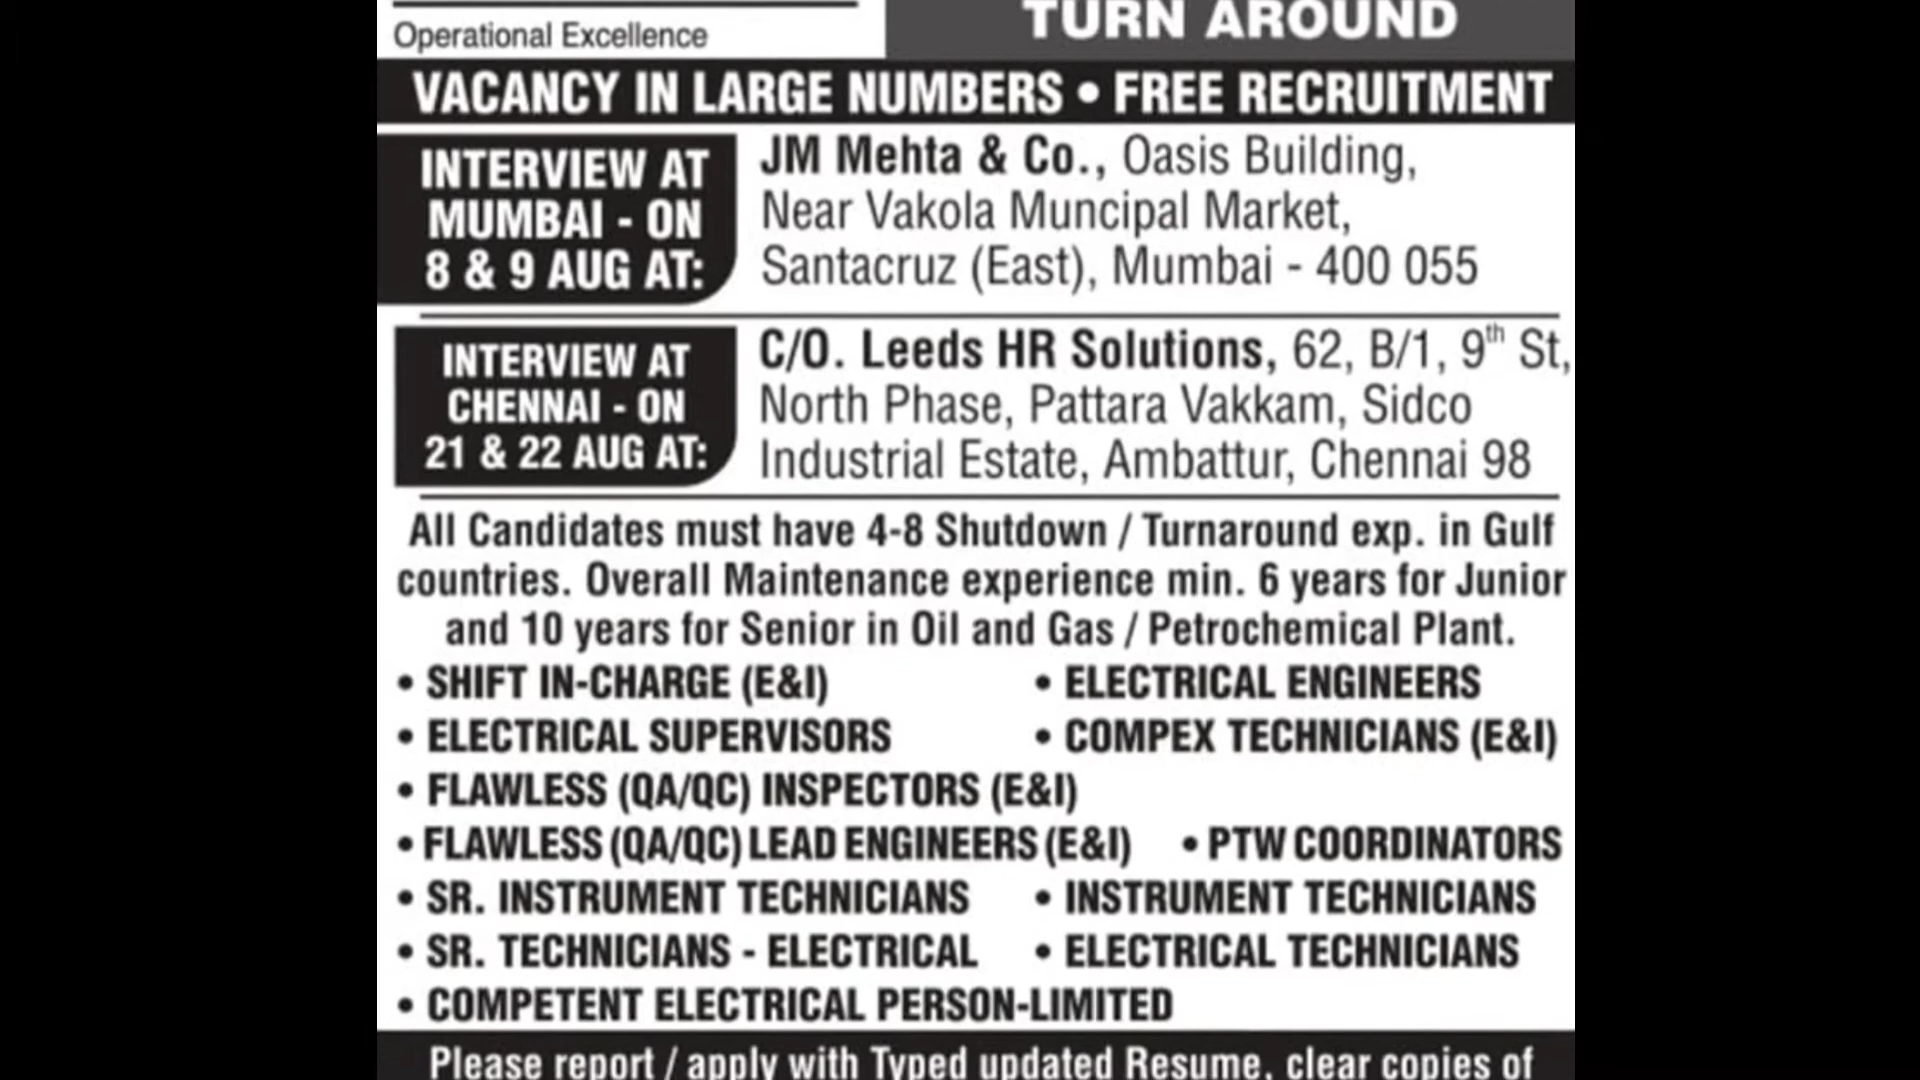 Operational Excellence
TURN AROUND
VACANCY IN LARGE NUMBERS • FREE RECRUITMENT
INTERVIEW AT
MUMBAI - ON
8 & 9 AUG AT:
JM Mehta & Co., Oasis Building,
Near Vakola Muncipal Market,
Santacruz (East), Mumbai - 400 055
INTERVIEW AT
CHENNAI - ON
21 & 22 AUG AT:
C/O. Leeds HR Solutions, 62, B/1, 9th St,
North Phase, Pattara Vakkam, Sidco
Industrial Estate, Ambattur, Chennai 98
All Candidates must have 4-8 Shutdown / Turnaround exp. in Gulf
countries. Overall Maintenance experience min. 6 years for Junior
and 10 years for Senior in Oil and Gas / Petrochemical Plant.
• SHIFT IN-CHARGE (E&I) • ELECTRICAL ENGINEERS
• ELECTRICAL SUPERVISORS • COMPEX TECHNICIANS (E&I)
• FLAWLESS (QA/QC) INSPECTORS (E&I)
• FLAWLESS (QA/QC) LEAD ENGINEERS (E&I) • PTW COORDINATORS
• SR. INSTRUMENT TECHNICIANS • INSTRUMENT TECHNICIANS
• SR. TECHNICIANS - ELECTRICAL • ELECTRICAL TECHNICIANS
• COMPETENT ELECTRICAL PERSON-LIMITED
Please report / apply with Typed updated Resume, clear copies of